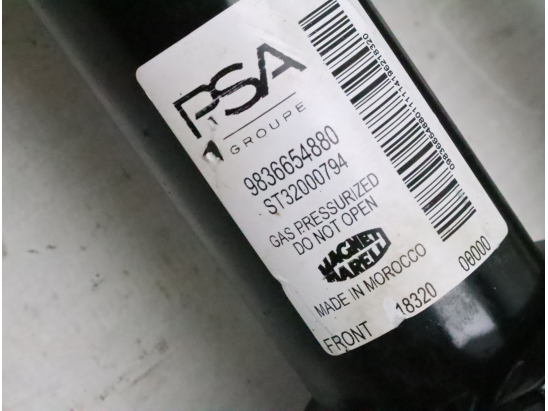 PSA
GROUPE
9836654880
ST32000794
GAS PRESSURIZED
DO NOT OPEN
MAGNETI
MARELLI
MADE IN MOROCCO
FRONT 18320 00000